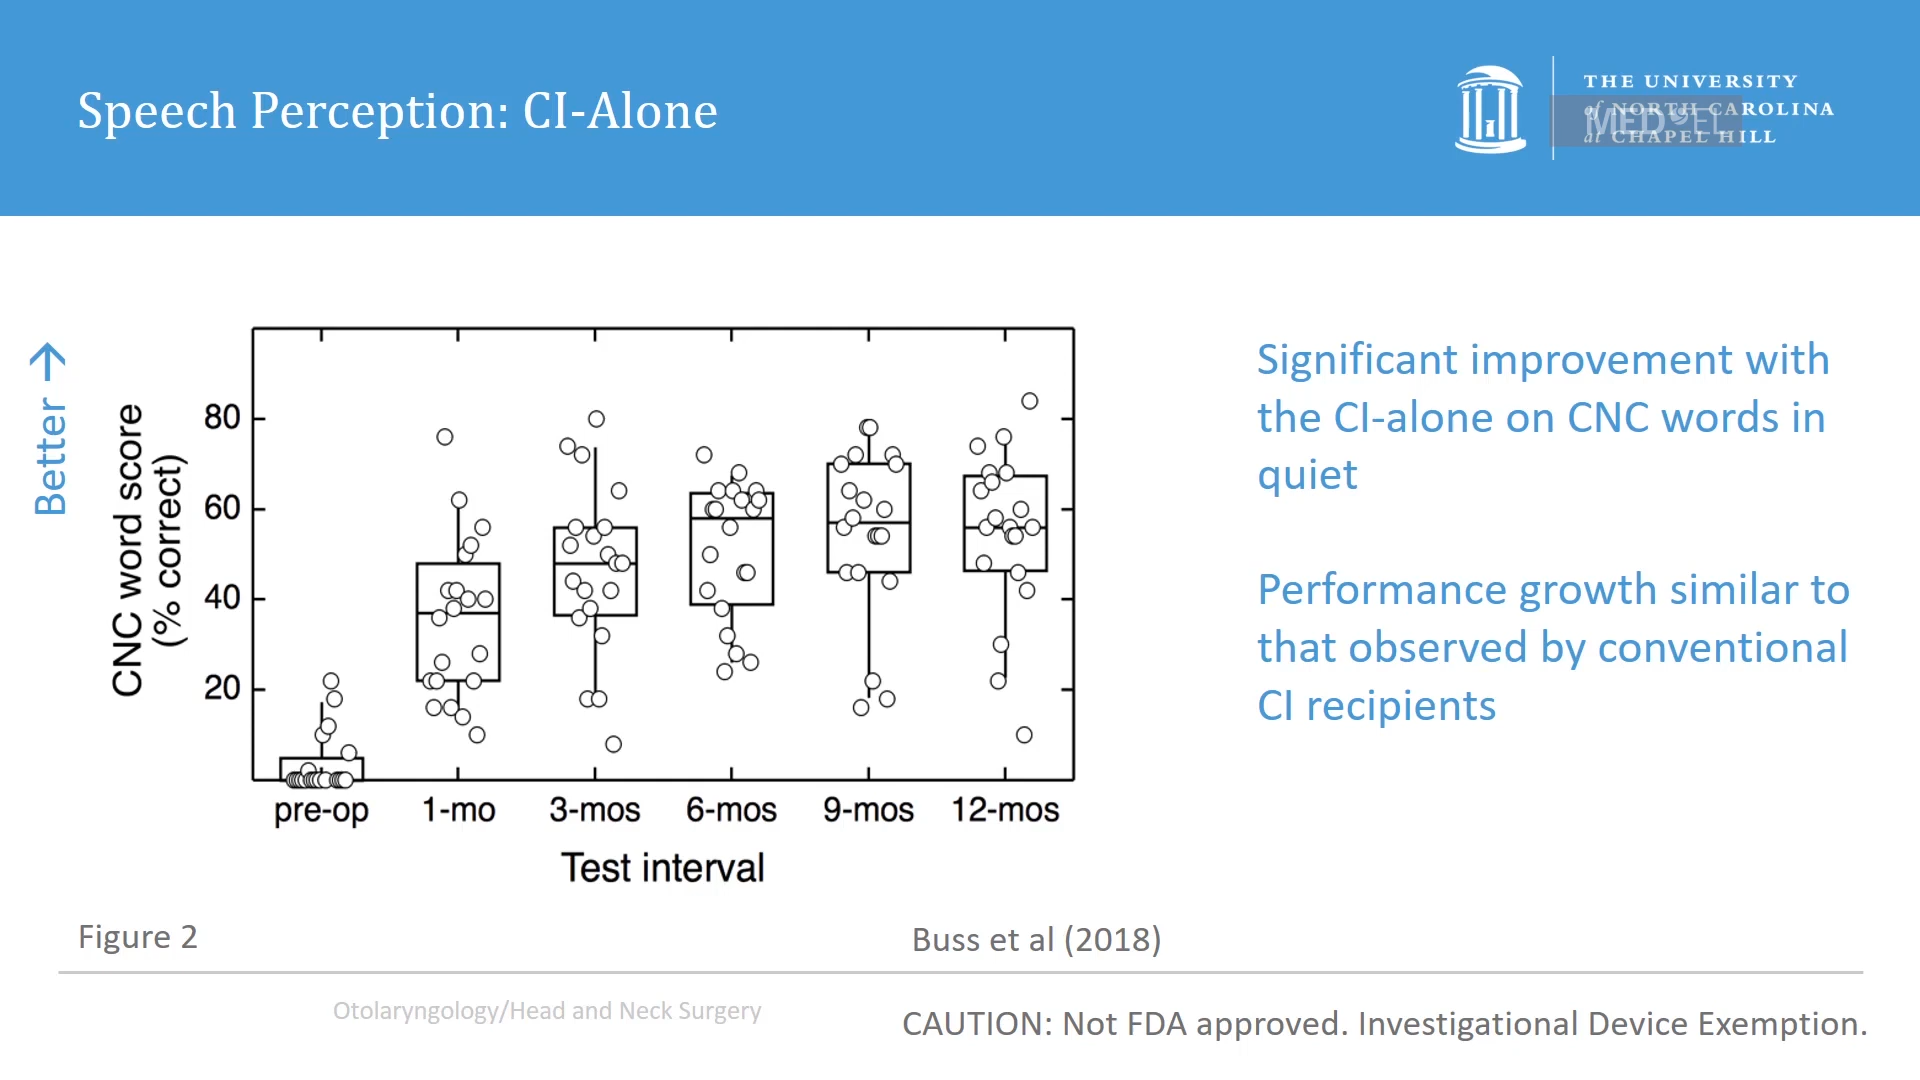 Speech Perception: CI-Alone
THE UNIVERSITY
of NORTH CAROLINA
at CHAPEL HILL
MED EL
Better →
CNC word score
(% correct)
80
60
40
20
pre-op 1-mo 3-mos 6-mos 9-mos 12-mos
Test interval
Significant improvement with
the CI-alone on CNC words in
quiet
Performance growth similar to
that observed by conventional
CI recipients
Figure 2
Buss et al (2018)
Otolaryngology/Head and Neck Surgery
CAUTION: Not FDA approved. Investigational Device Exemption.